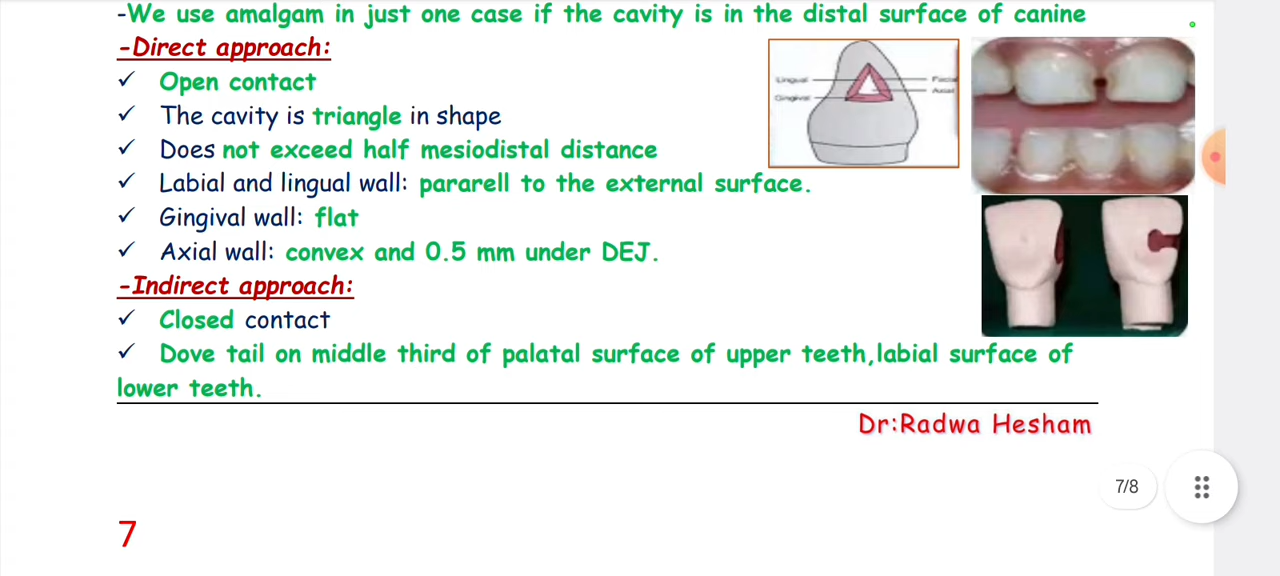 -We use amalgam in just one case if the cavity is in the distal surface of canine
-Direct approach:
✓ Open contact
✓ The cavity is triangle in shape
✓ Does not exceed half mesiodistal distance
✓ Labial and lingual wall: pararell to the external surface.
✓ Gingival wall: flat
✓ Axial wall: convex and 0.5 mm under DEJ.
-Indirect approach:
✓ Closed contact
✓ Dove tail on middle third of palatal surface of upper teeth,labial surface of
lower teeth.
Lingual
Gingival
Axial
Dr:Radwa Hesham
7/8
7